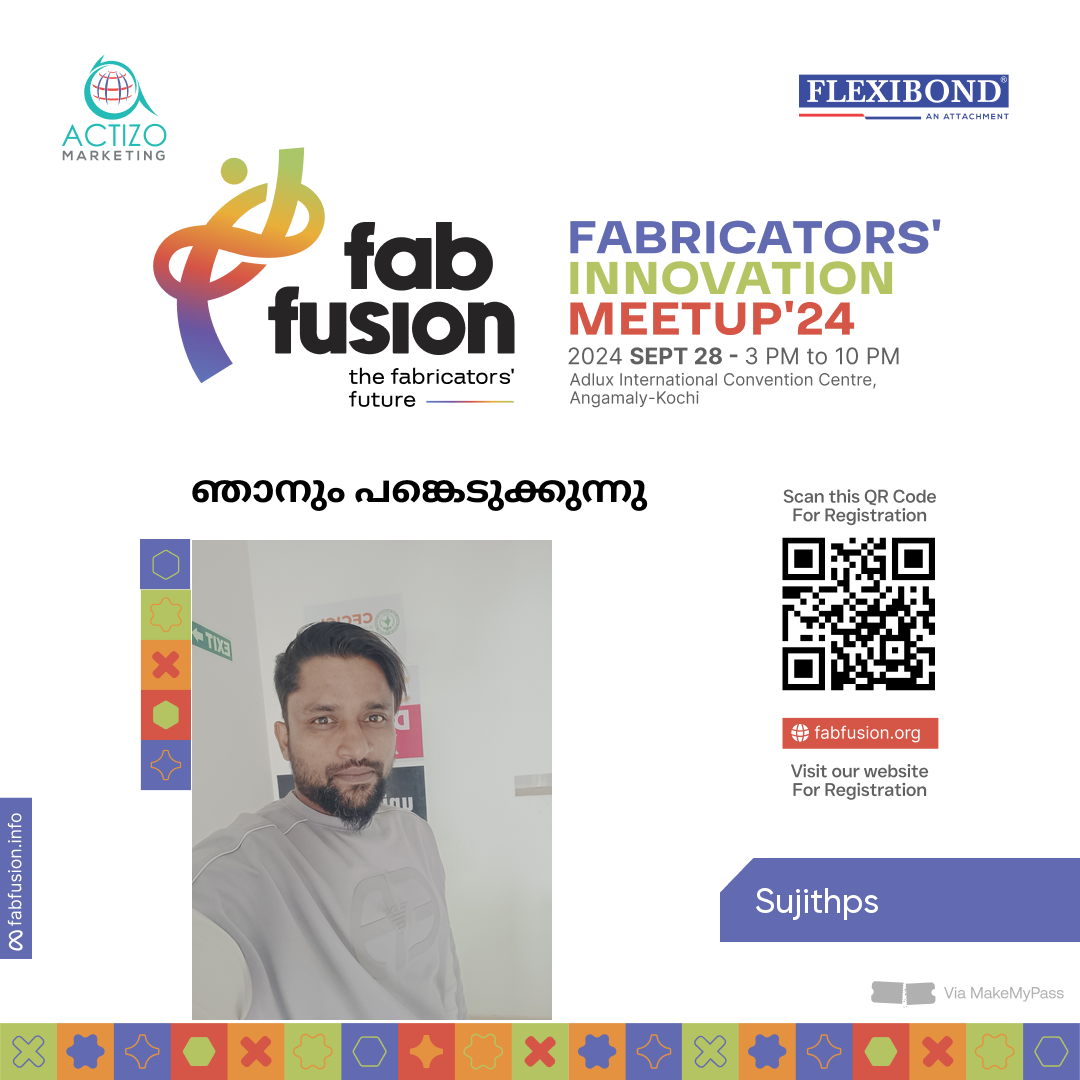 ACTIZO
MARKETING
FLEXIBOND®
AN ATTACHMENT
fab
fusion
the fabricators'
future
FABRICATORS'
INNOVATION
MEETUP'24
2024 SEPT 28 - 3 PM to 10 PM
Adlux International Convention Centre,
Angamaly-Kochi
ഞാനും പങ്കെടുക്കുന്നു
Scan this QR Code
For Registration
EXIT
fabfusion.org
Visit our website
For Registration
fabfusion.info
Sujithps
Via MakeMyPass